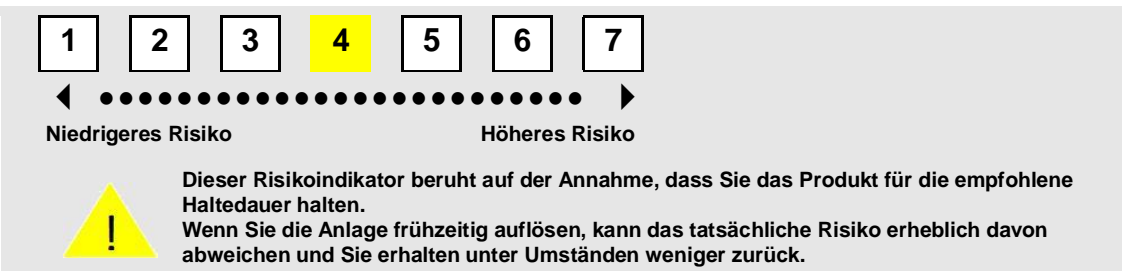 1 2 3 4 5 6 7
Niedrigeres Risiko Höheres Risiko
Dieser Risikoindikator beruht auf der Annahme, dass Sie das Produkt für die empfohlene
Haltedauer halten.
Wenn Sie die Anlage frühzeitig auflösen, kann das tatsächliche Risiko erheblich davon
abweichen und Sie erhalten unter Umständen weniger zurück.
!